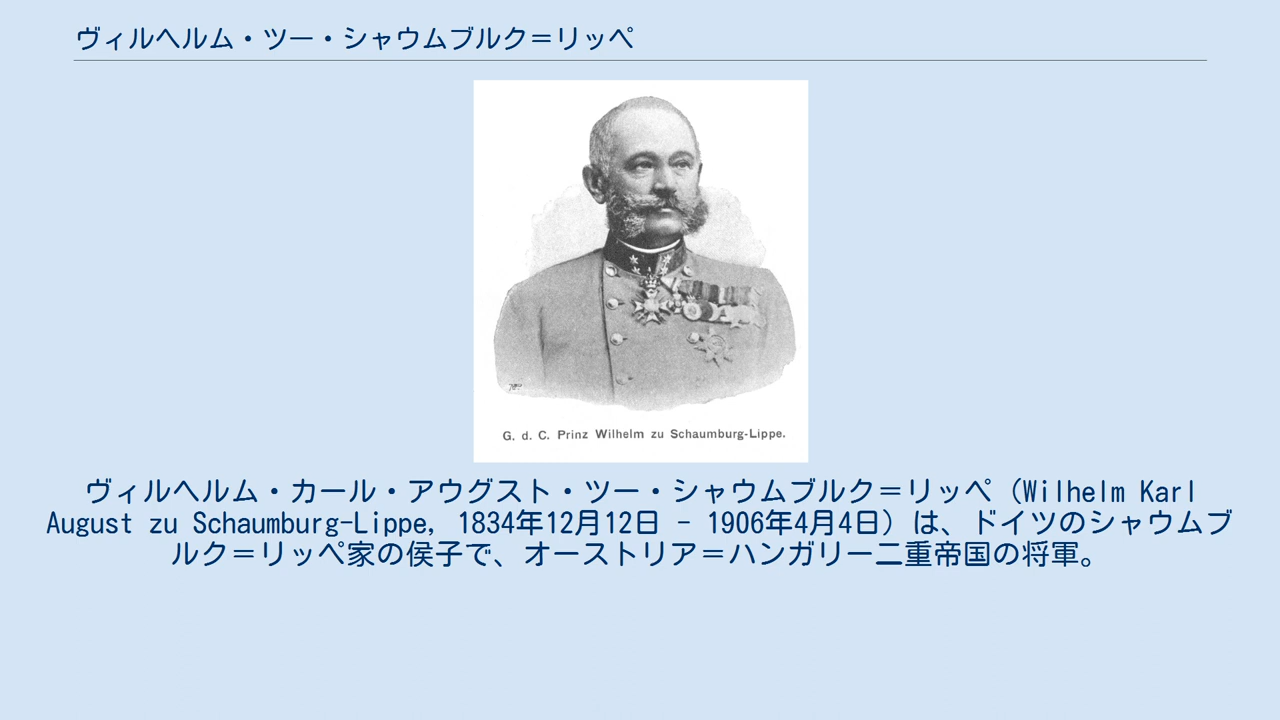 ヴィルヘルム・ツー・シャウムブルク＝リッペ
G. d. C. Prinz Wilhelm zu Schaumburg-Lippe.
ヴィルヘルム・カール・アウグスト・ツー・シャウムブルク＝リッペ（Wilhelm Karl
August zu Schaumburg-Lippe, 1834年12月12日 - 1906年4月4日）は、ドイツのシャウムブ
ルク＝リッペ家の侯子で、オーストリア＝ハンガリー二重帝国の将軍。